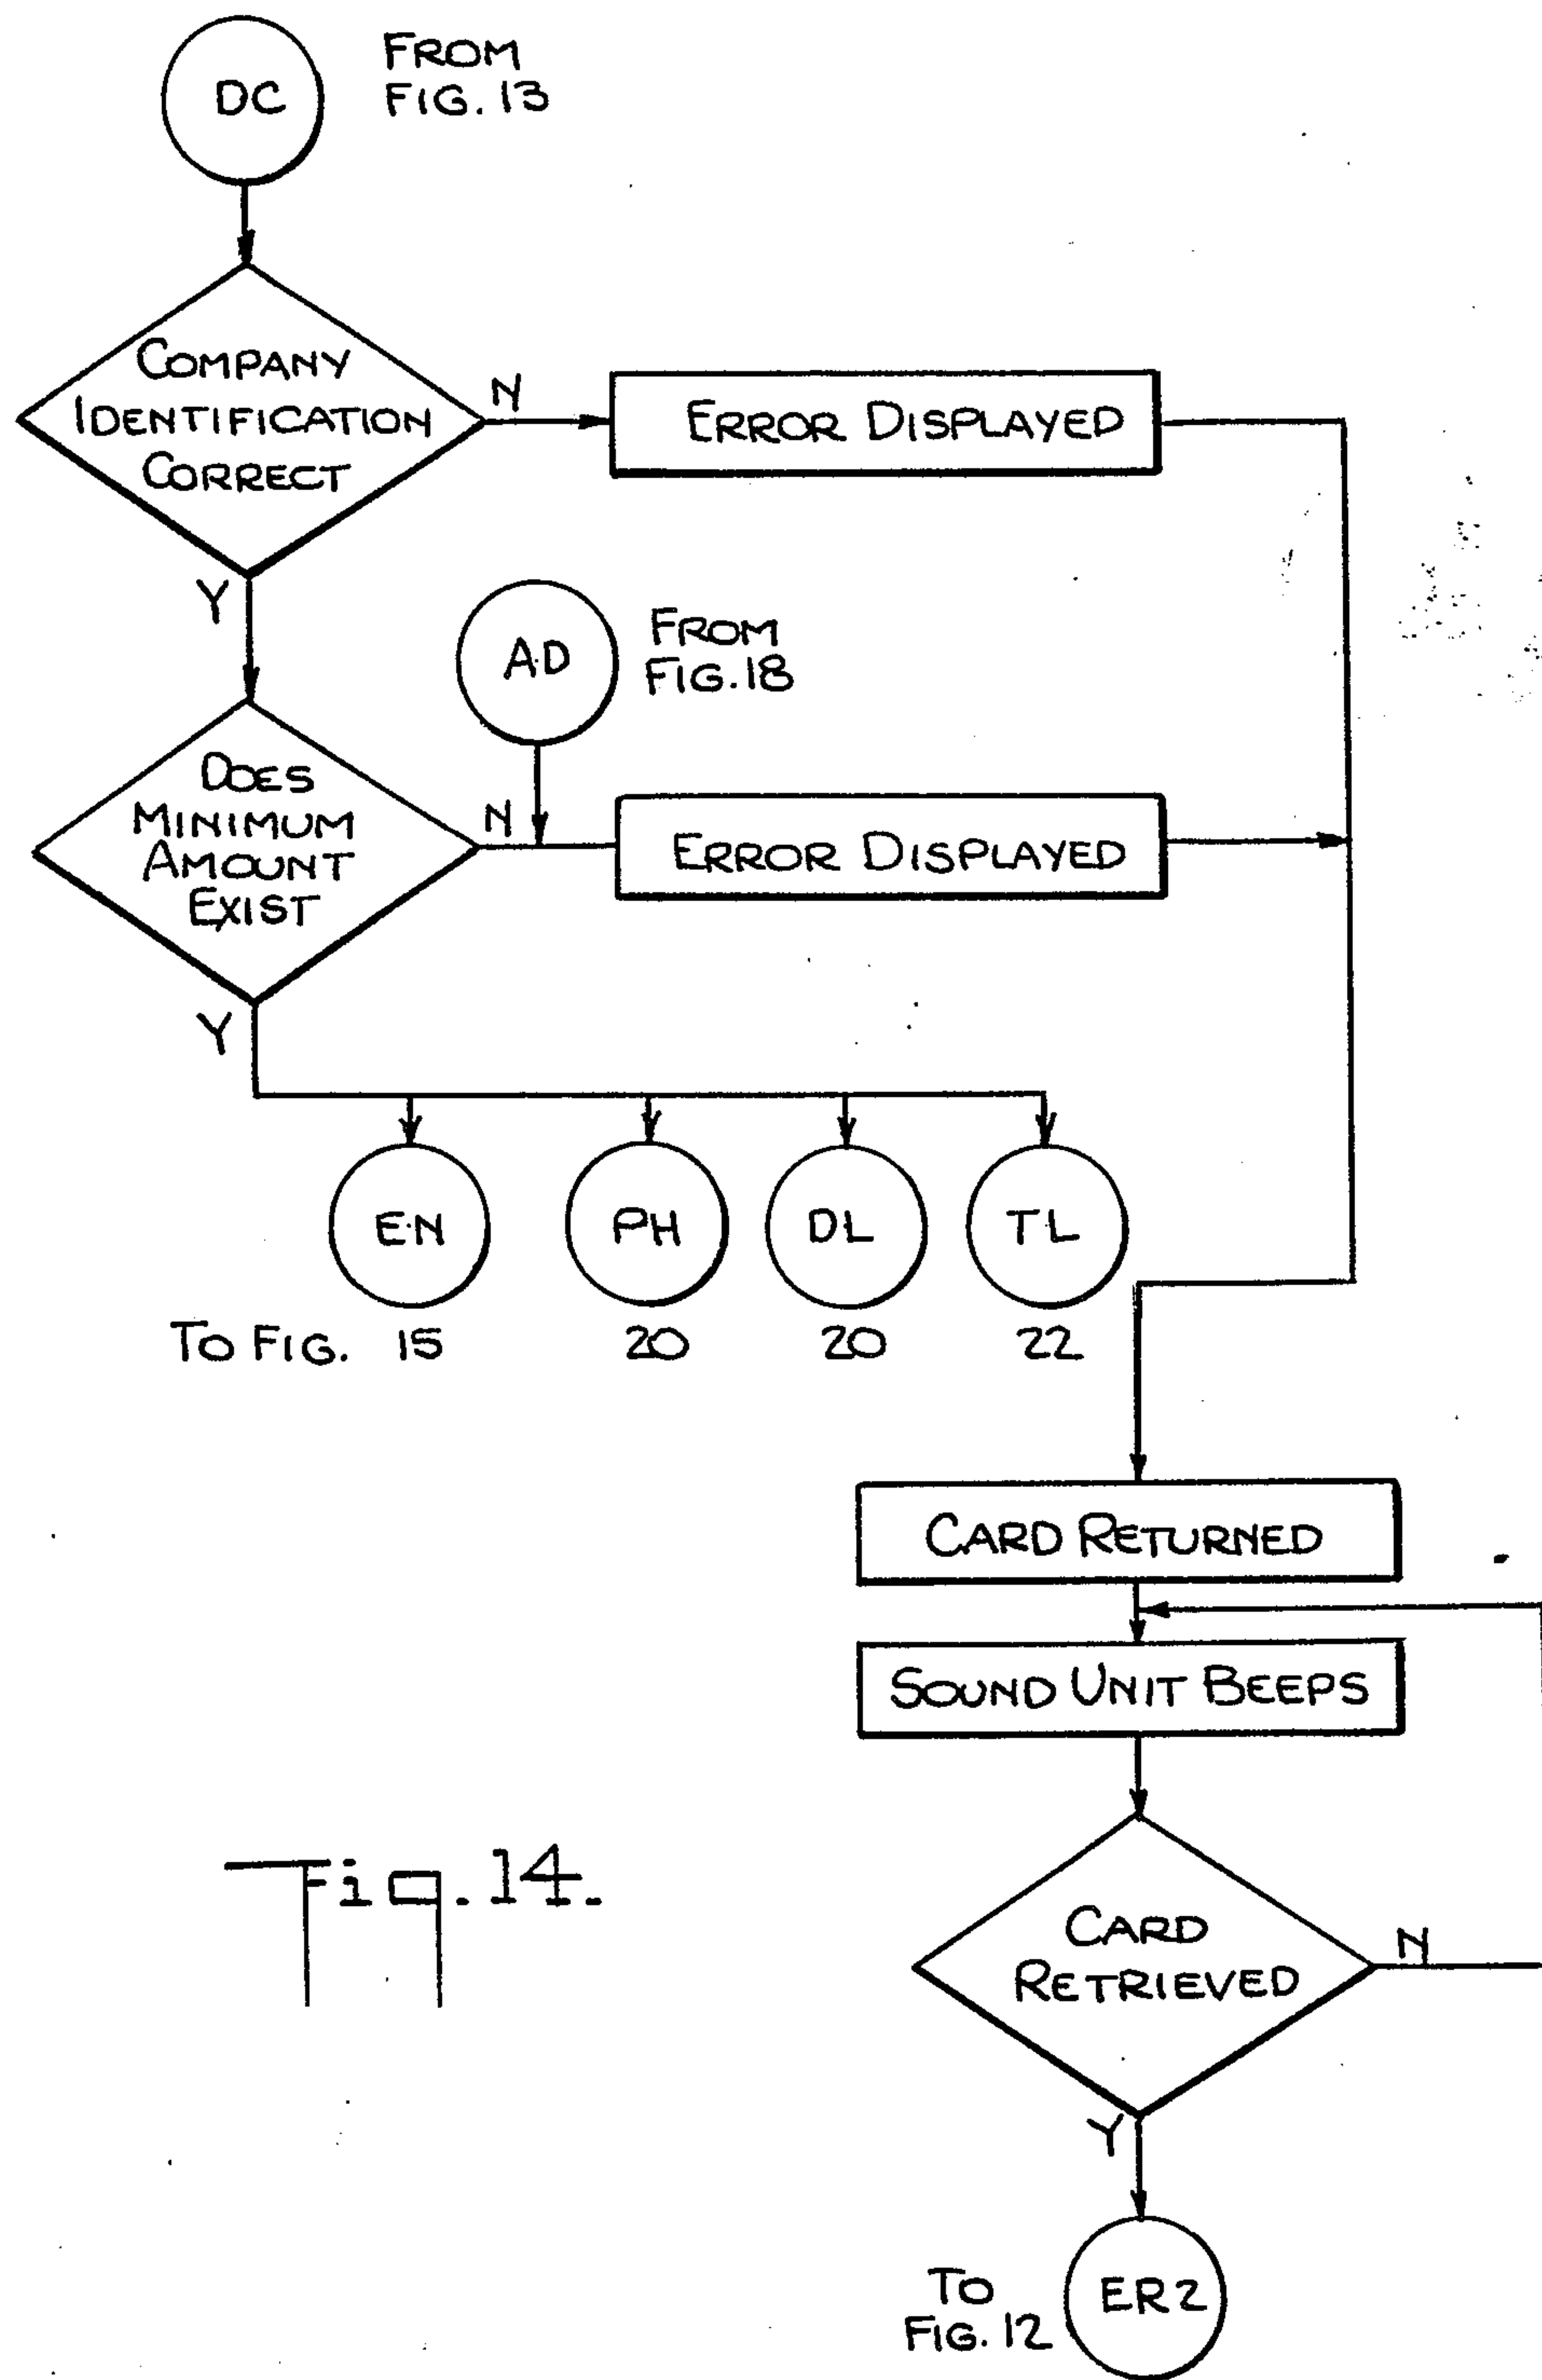 DC
FROM
FIG. 13
COMPANY
IDENTIFICATION
CORRECT
N
ERROR DISPLAYED
Y
AD
FROM
FIG. 18
DOES
MINIMUM
AMOUNT
EXIST
N
ERROR DISPLAYED
Y
EN
PH
DL
TL
TO FIG. 15 20 20 22
CARD RETURNED
SOUND UNIT BEEPS
CARD
RETRIEVED
N
Y
Fig. 14.
TO
FIG. 12
ER2